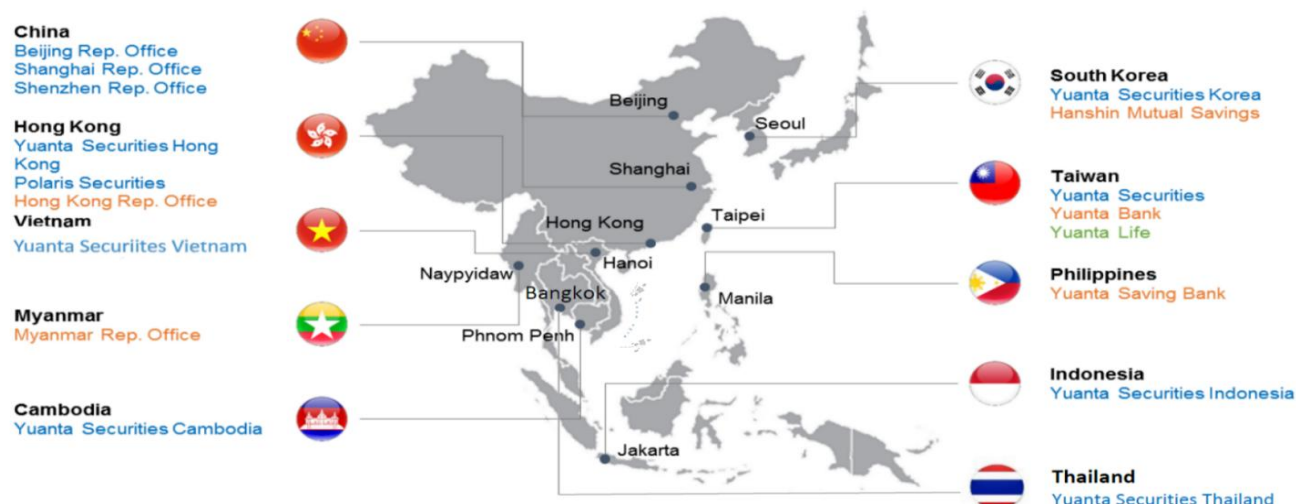 China
Beijing Rep. Office
Shanghai Rep. Office
Shenzhen Rep. Office
Hong Kong
Yuanta Securities Hong
Kong
Polaris Securities
Hong Kong Rep. Office
Vietnam
Yuanta Securiites Vietnam
Myanmar
Myanmar Rep. Office
Cambodia
Yuanta Securities Cambodia
Beijing
Seoul
Shanghai
Taipei
Hong Kong
Hanoi
Naypyidaw
Bangkok
Manila
Phnom Penh
Jakarta
South Korea
Yuanta Securities Korea
Hanshin Mutual Savings
Taiwan
Yuanta Securities
Yuanta Bank
Yuanta Life
Philippines
Yuanta Saving Bank
Indonesia
Yuanta Securities Indonesia
Thailand
Yuanta Securities Thailand